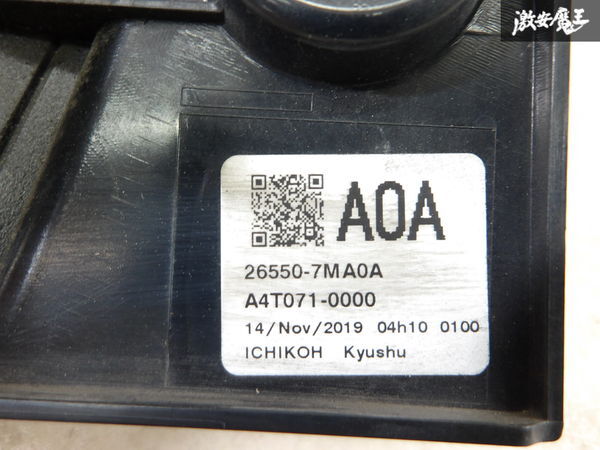 激安魔王
A0A
26550-7MA0A
A4T071-0000
14/Nov/2019 04h10 0100
ICHIKOH Kyushu